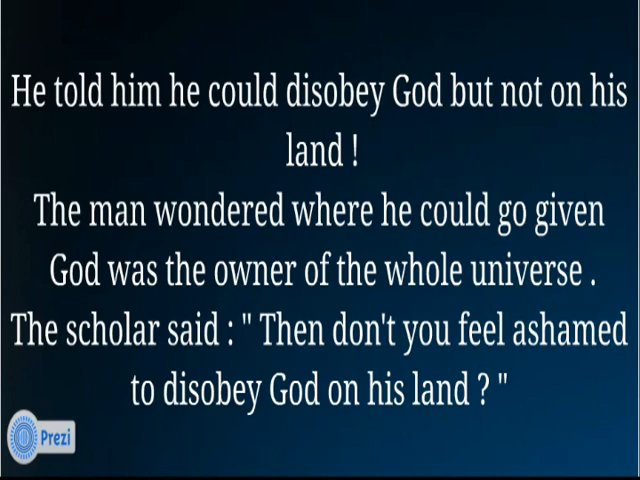 He told him he could disobey God but not on his
land !
The man wondered where he could go given
God was the owner of the whole universe .
The scholar said : " Then don't you feel ashamed
to disobey God on his land ? "
Prezi